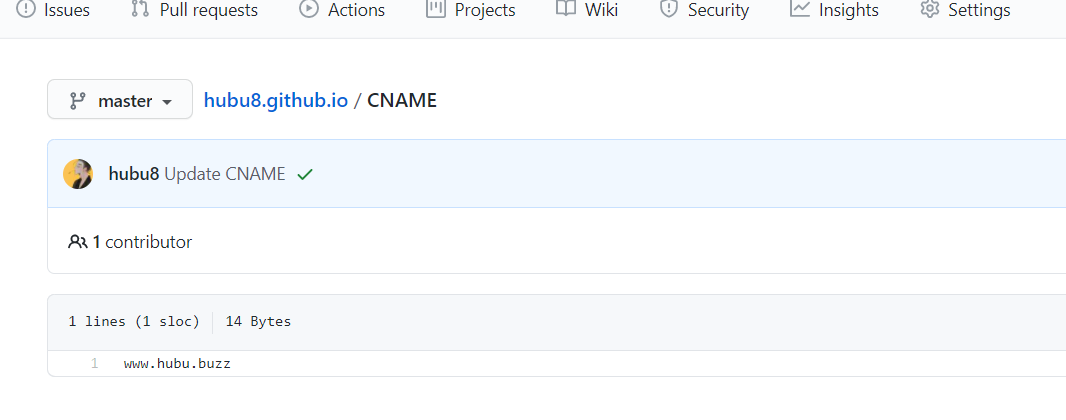 Issues Pull requests Actions Projects Wiki Security Insights Settings
master hubu8.github.io / CNAME
hubu8 Update CNAME
1 contributor
1 lines (1 sloc) 14 Bytes
1 www.hubu.buzz